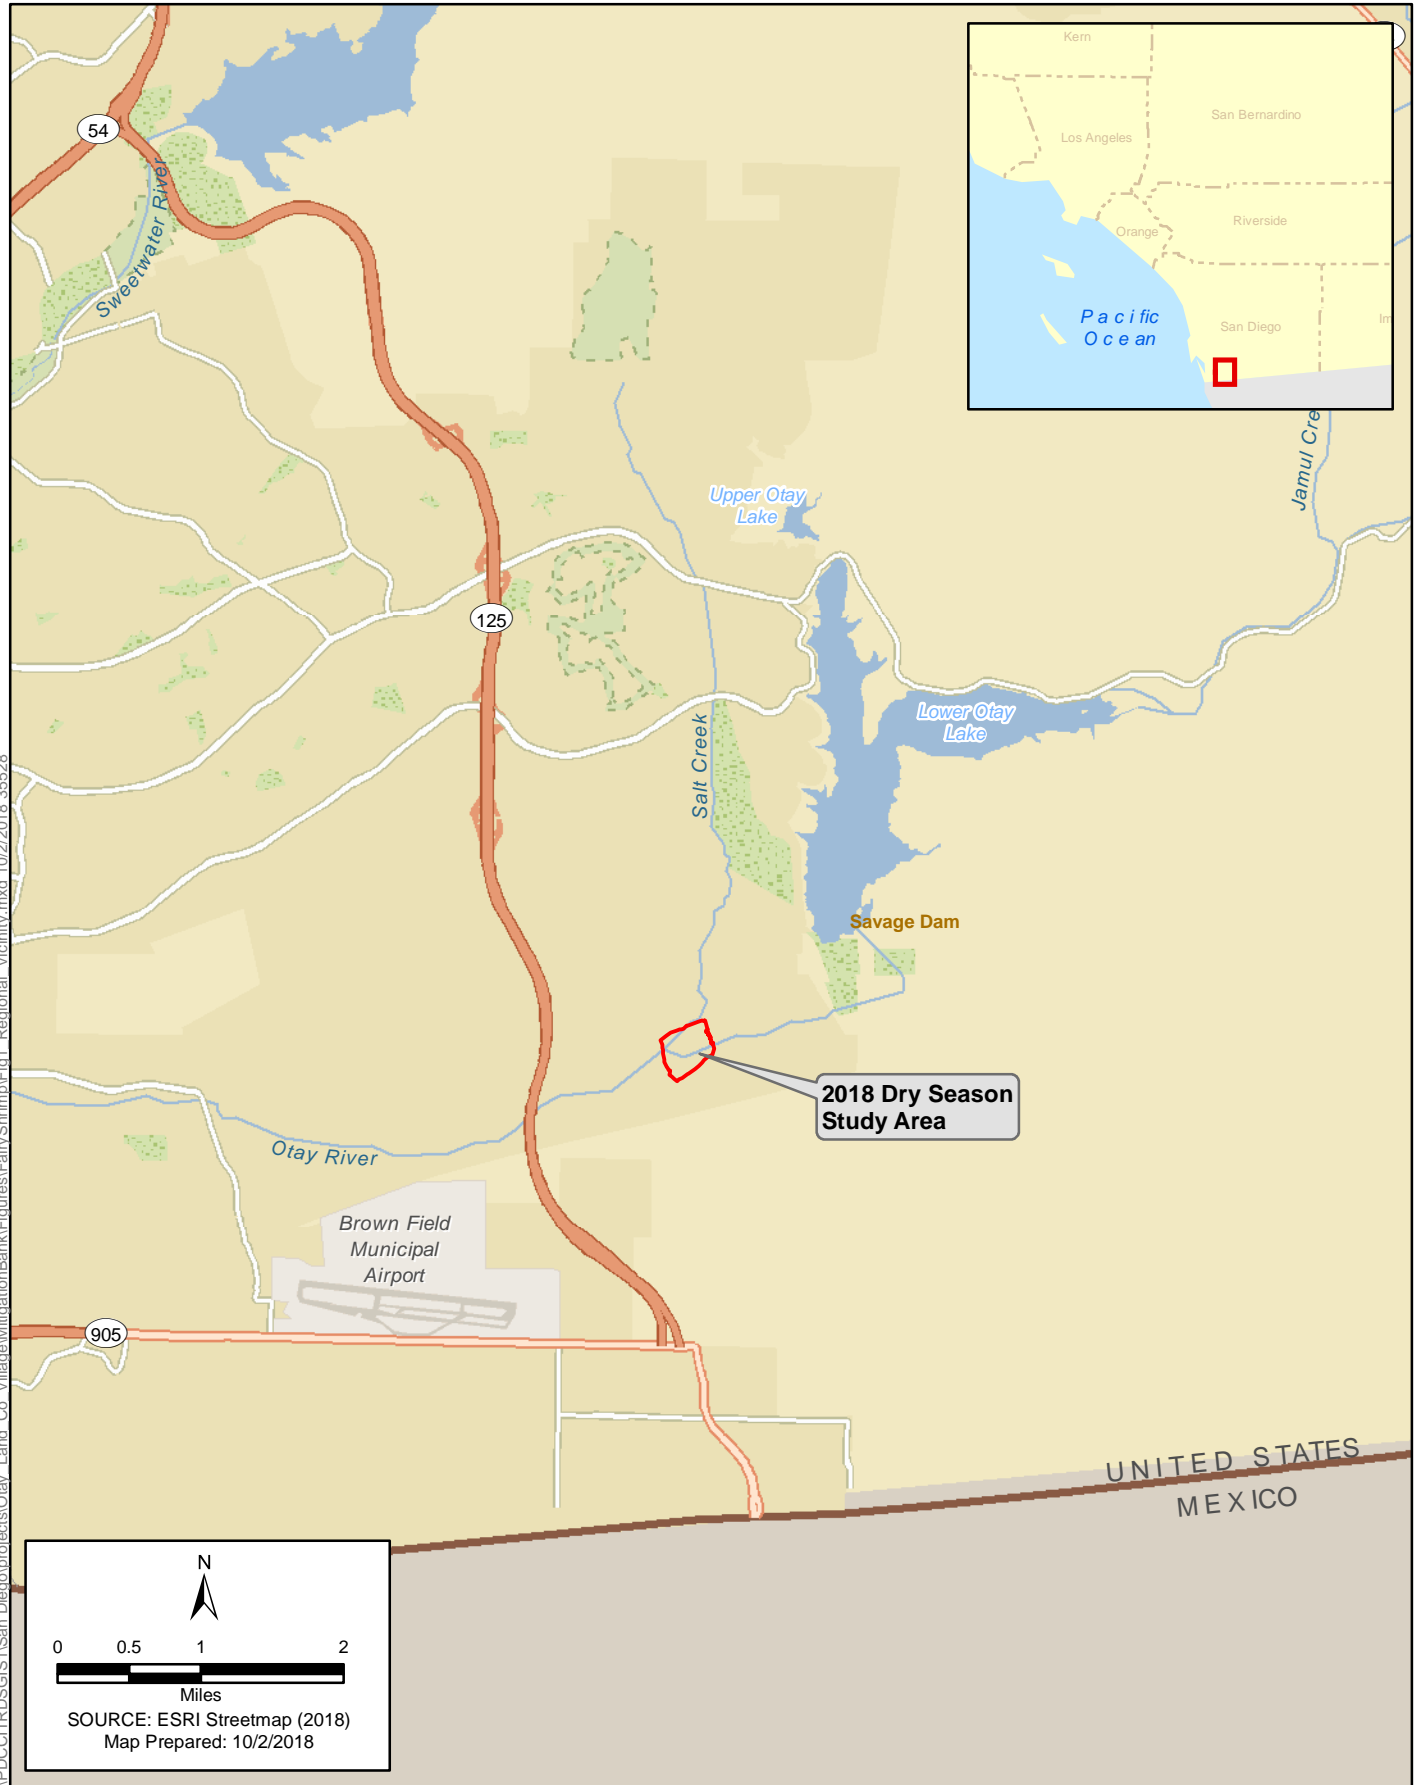 54
Sweetwater River
Kern
San Bernardino
Los Angeles
Orange
Riverside
Pacific
Ocean
San Diego
Im
Jamul Cre
Upper Otay
Lake
125
Lower Otay
Lake
Salt Creek
Savage Dam
2018 Dry Season
Study Area
Otay River
Brown Field
Municipal
Airport
905
UNITED STATES
MEXICO
N
0 0.5 1 2
Miles
SOURCE: ESRI Streetmap (2018)
Map Prepared: 10/2/2018